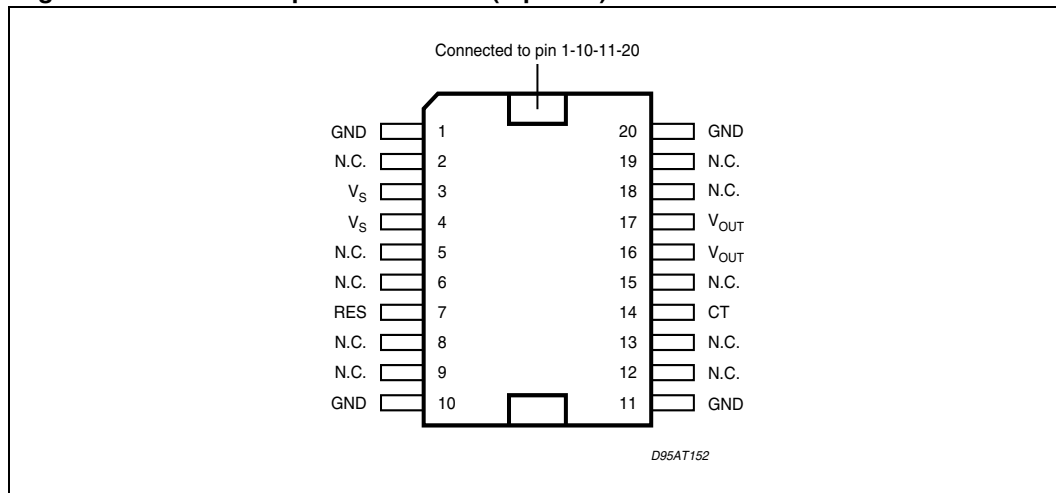 Connected to pin 1-10-11-20
GND 1 20 GND
N.C. 2 19 N.C.
VS 3 18 N.C.
VS 4 17 VOUT
N.C. 5 16 VOUT
N.C. 6 15 N.C.
RES 7 14 CT
N.C. 8 13 N.C.
N.C. 9 12 N.C.
GND 10 11 GND
D95AT152